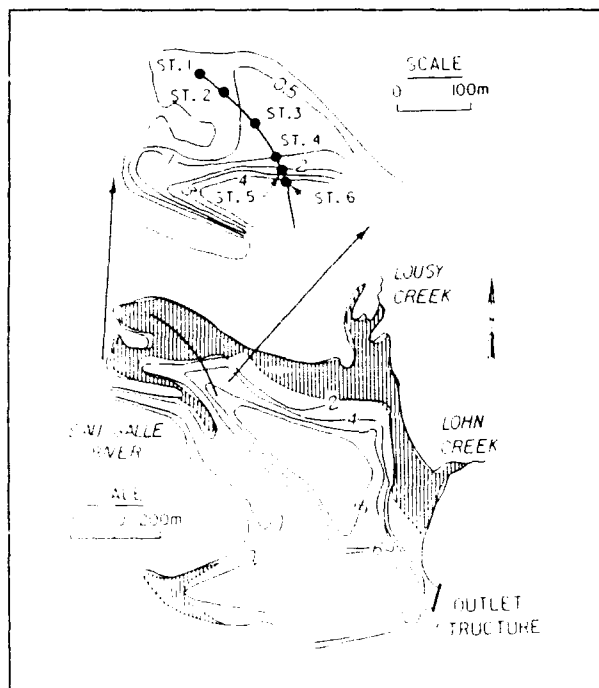 SCALE
0 100m
ST. 1
ST. 2
ST. 3
ST. 4
ST. 5
ST. 6
0.5
2
4
LOUSY
CREEK
2
4
LOHN
CREEK
RIVER
200m
OUTLET